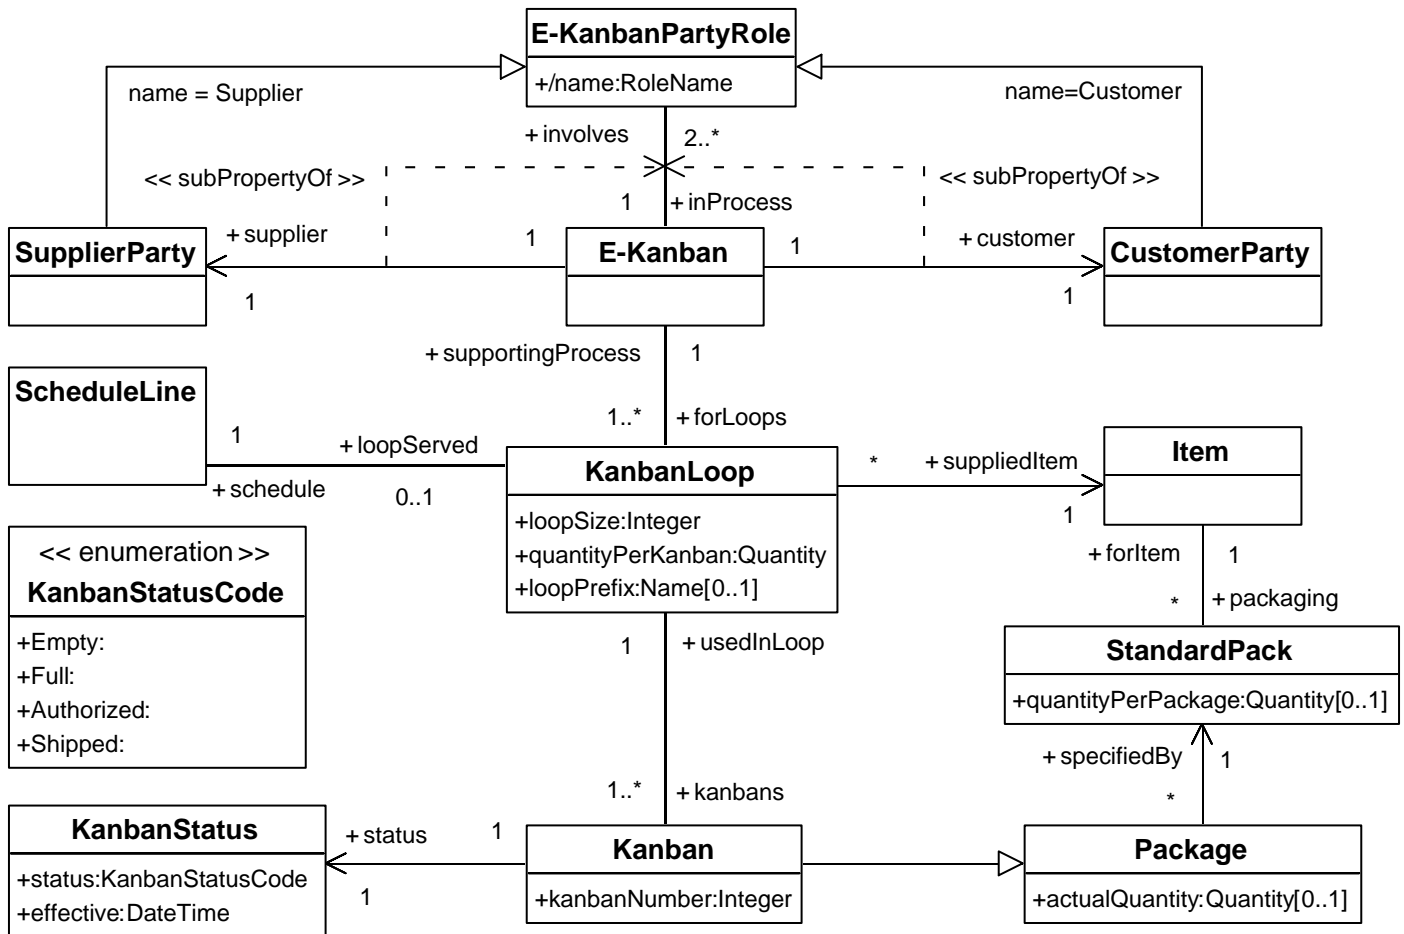 E-KanbanPartyRole
+/name:RoleName
name = Supplier
name=Customer
+ involves
2..*
<< subPropertyOf >>
<< subPropertyOf >>
1
+ inProcess
SupplierParty
+ supplier
1
1
E-Kanban
1
+ customer
1
CustomerParty
+ supportingProcess
1
ScheduleLine
1
+ loopServed
+ schedule
0..1
1..*
+ forLoops
KanbanLoop
+loopSize:Integer
+quantityPerKanban:Quantity
+loopPrefix:Name[0..1]
*
+ suppliedItem
1
Item
+ forItem
1
*
+ packaging
<< enumeration >>
KanbanStatusCode
+Empty:
+Full:
+Authorized:
+Shipped:
1
+ usedInLoop
StandardPack
+quantityPerPackage:Quantity[0..1]
+ specifiedBy
1
*
1..*
+ kanbans
KanbanStatus
+status:KanbanStatusCode
+effective:DateTime
+ status
1
1
Kanban
+kanbanNumber:Integer
Package
+actualQuantity:Quantity[0..1]